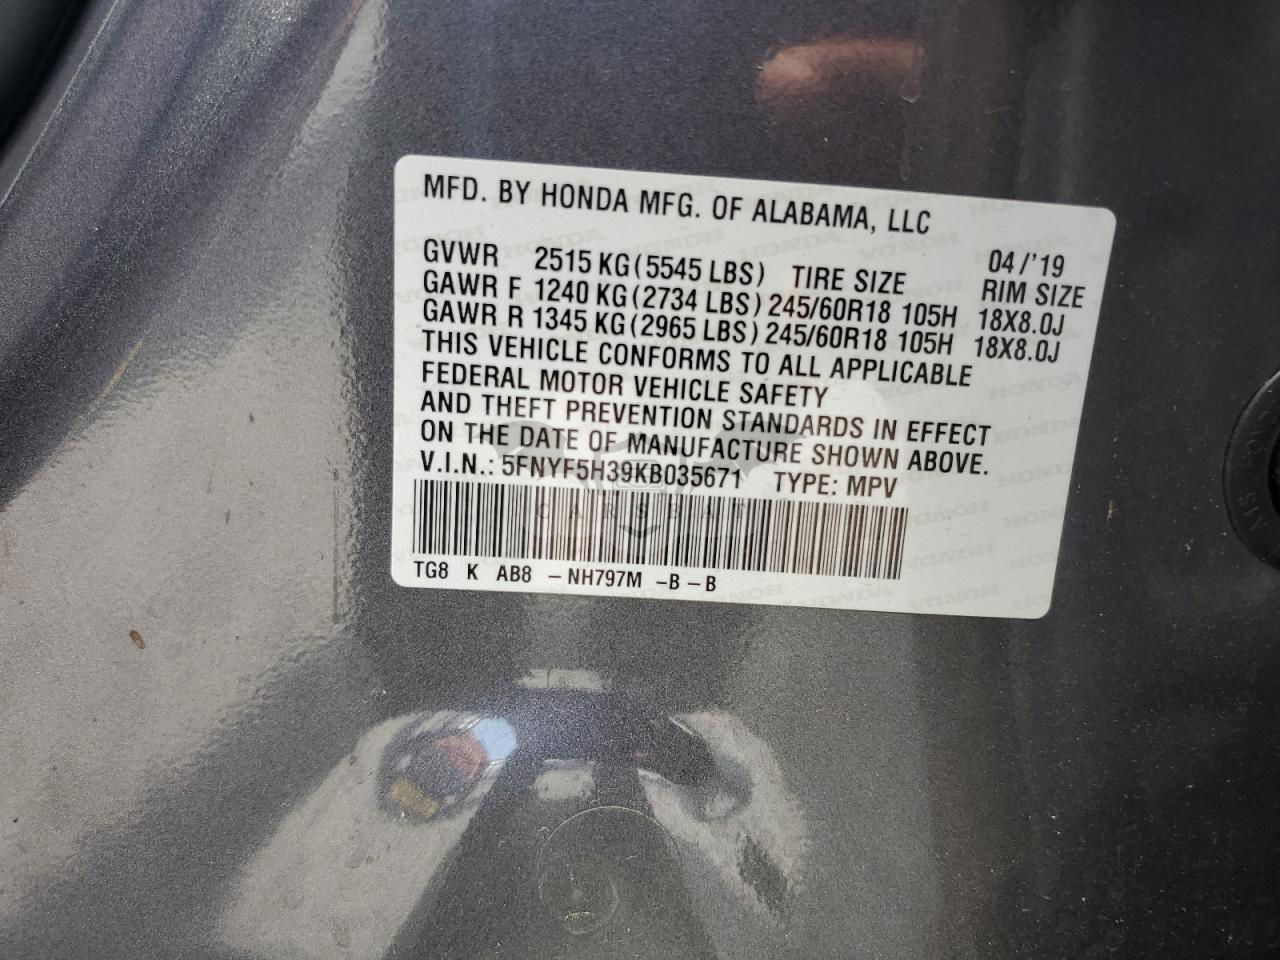 MFD. BY HONDA MFG. OF ALABAMA, LLC
04/'19
GVWR 2515 KG(5545 LBS) TIRE SIZE RIM SIZE
GAWR F 1240 KG(2734 LBS) 245/60R18 105H 18X8.0J
GAWR R 1345 KG(2965 LBS) 245/60R18 105H 18X8.0J
THIS VEHICLE CONFORMS TO ALL APPLICABLE
FEDERAL MOTOR VEHICLE SAFETY
AND THEFT PREVENTION STANDARDS IN EFFECT
ON THE DATE OF MANUFACTURE SHOWN ABOVE.
V.I.N.: 5FNYF5H39KB035671 TYPE: MPV
CARSBAT
TG8 K AB8 -NH797M -B-B